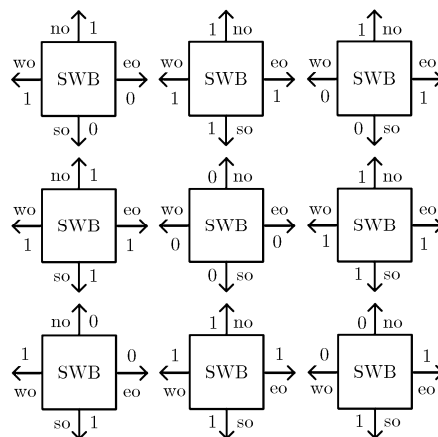 no 1 1 no 1 no
wo eo wo eo wo eo
SWB SWB SWB
1 0 1 1 0 1
so 0 1 so 0 so
no 1 0 no 1 no
wo eo wo eo wo eo
SWB SWB SWB
1 1 0 0 1 1
so 1 0 so 1 so
no 0 1 no 0 no
1 0 1 1 0 1
SWB SWB SWB
wo eo wo eo wo eo
so 1 1 so 1 so